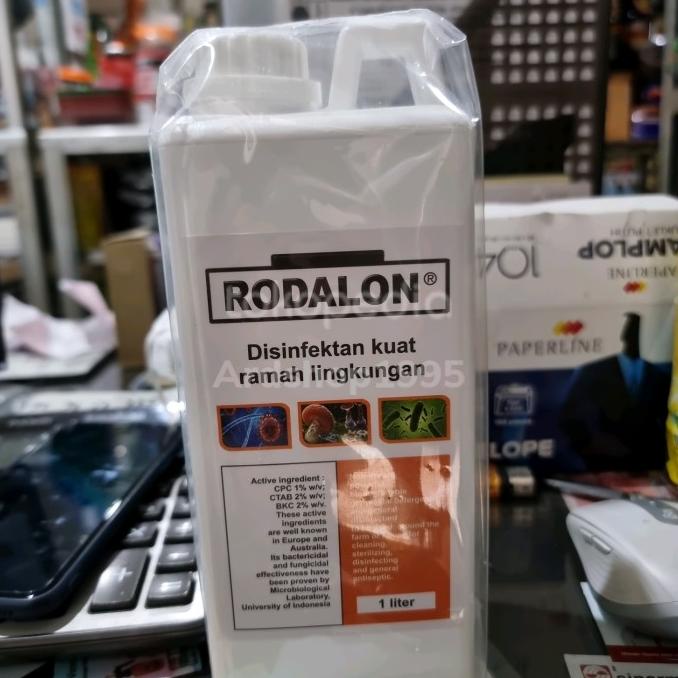 RODALON®
Disinfektan kuat
ramah lingkungan
Active ingredient :
CPC 1% w/v;
CTAB 2% w/v;
BKC 2% w/v.
These active
ingredients
are well known
in Europe and
Australia.
Its bactericidal
and fungicidal
effectiveness have
been proven by
Microbiological
Laboratory,
University of Indonesia
farm
cleaning,
sterilizing,
disinfecting
and general
antiseptic.
1 liter
104
AMPLOP
PAPERLINE
PAPERLINE
LOPE